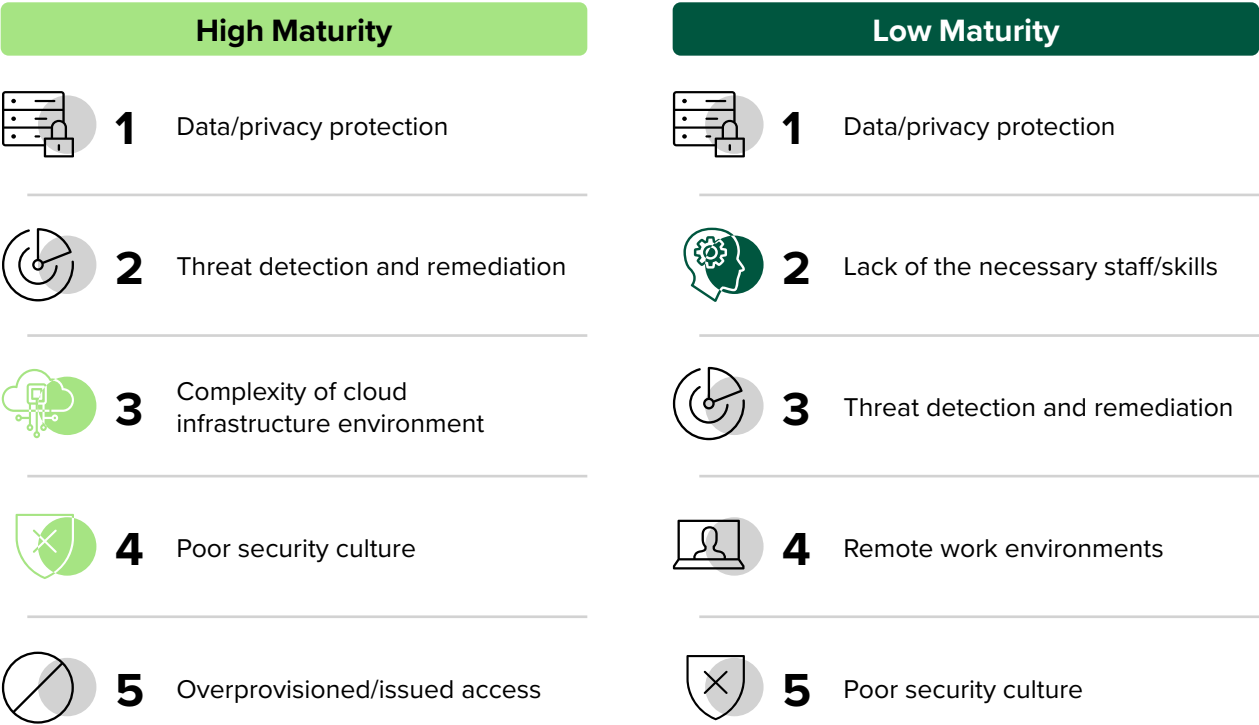 High Maturity
1 Data/privacy protection
2 Threat detection and remediation
3 Complexity of cloud
infrastructure environment
4 Poor security culture
5 Overprovisioned/issued access
Low Maturity
1 Data/privacy protection
2 Lack of the necessary staff/skills
3 Threat detection and remediation
4 Remote work environments
5 Poor security culture